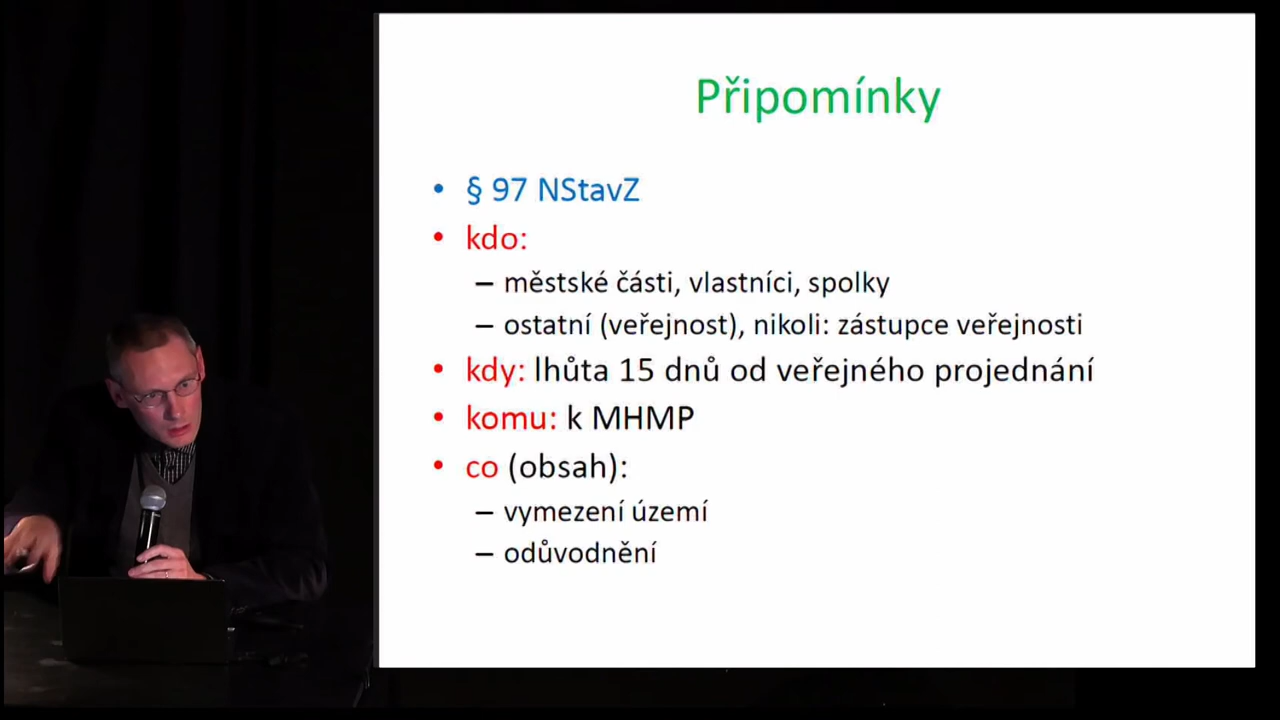 Připomínky
• § 97 NStavZ
• kdo:
– městské části, vlastníci, spolky
– ostatní (veřejnost), nikoli: zástupce veřejnosti
• kdy: lhůta 15 dnů od veřejného projednání
• komu: k MHMP
• co (obsah):
– vymezení území
– odůvodnění